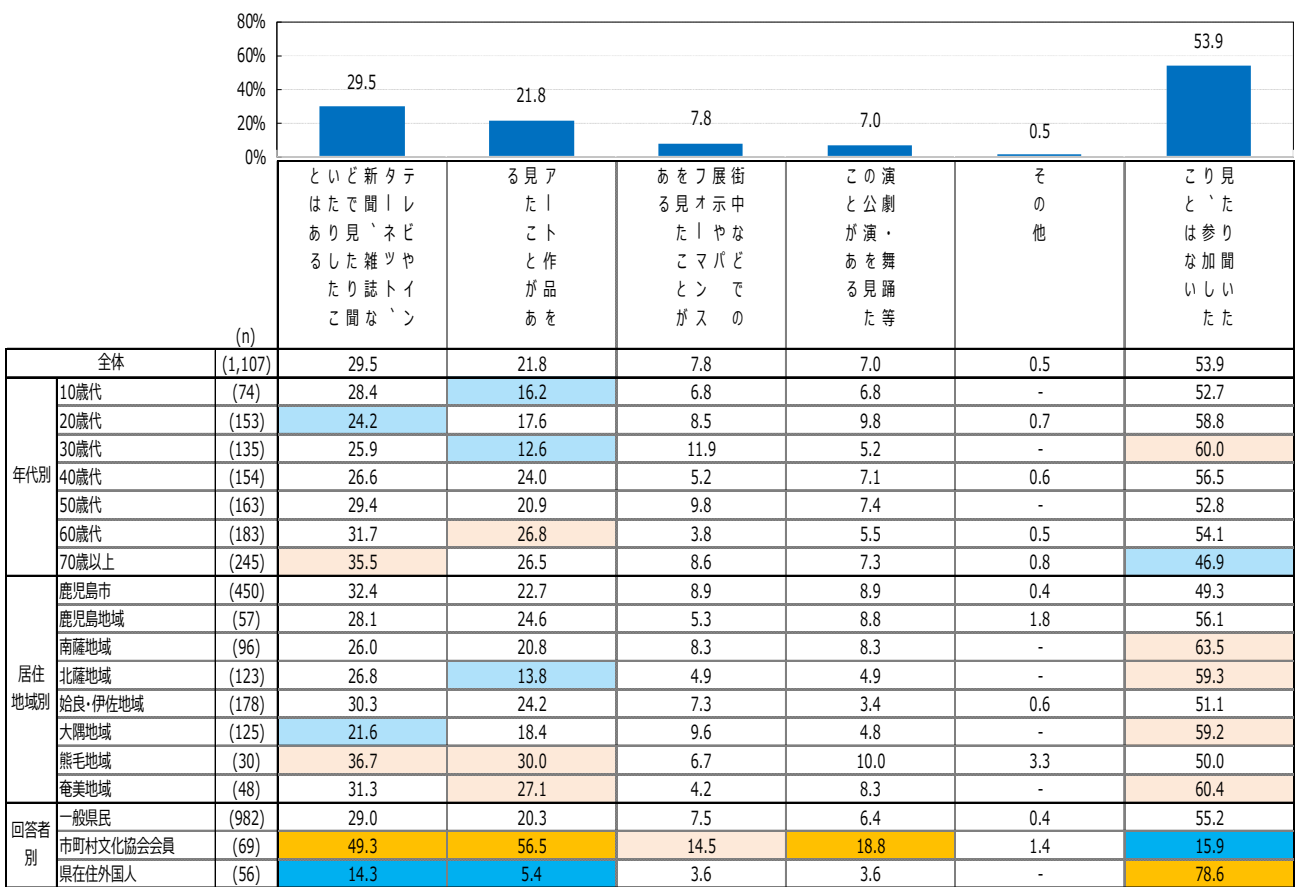 80%
60%
40%
20%
0%
29.5
21.8
7.8
7.0
0.5
53.9
テレビやイン
ターネット、
新聞、雑誌な
どで見たり聞
いたりしたこ
とはある
アート作品を
見たことがあ
る
街中などでの
展示やパ
フォーマンス
を見たことが
ある
演劇・舞踊等
の公演を見た
ことがある
その他
見たり聞いた
り、参加した
ことはない
(n)
全体 (1,107) 29.5 21.8 7.8 7.0 0.5 53.9
年代別
10歳代 (74) 28.4 16.2 6.8 6.8 - 52.7
20歳代 (153) 24.2 17.6 8.5 9.8 0.7 58.8
30歳代 (135) 25.9 12.6 11.9 5.2 - 60.0
40歳代 (154) 26.6 24.0 5.2 7.1 0.6 56.5
50歳代 (163) 29.4 20.9 9.8 7.4 - 52.8
60歳代 (183) 31.7 26.8 3.8 5.5 0.5 54.1
70歳以上 (245) 35.5 26.5 8.6 7.3 0.8 46.9
居住
地域別
鹿児島市 (450) 32.4 22.7 8.9 8.9 0.4 49.3
鹿児島地域 (57) 28.1 24.6 5.3 8.8 1.8 56.1
南薩地域 (96) 26.0 20.8 8.3 8.3 - 63.5
北薩地域 (123) 26.8 13.8 4.9 4.9 - 59.3
姶良・伊佐地域 (178) 30.3 24.2 7.3 3.4 0.6 51.1
大隅地域 (125) 21.6 18.4 9.6 4.8 - 59.2
熊毛地域 (30) 36.7 30.0 6.7 10.0 3.3 50.0
奄美地域 (48) 31.3 27.1 4.2 8.3 - 60.4
回答者
別
一般県民 (982) 29.0 20.3 7.5 6.4 0.4 55.2
市町村文化協会会員 (69) 49.3 56.5 14.5 18.8 1.4 15.9
県在住外国人 (56) 14.3 5.4 3.6 3.6 - 78.6